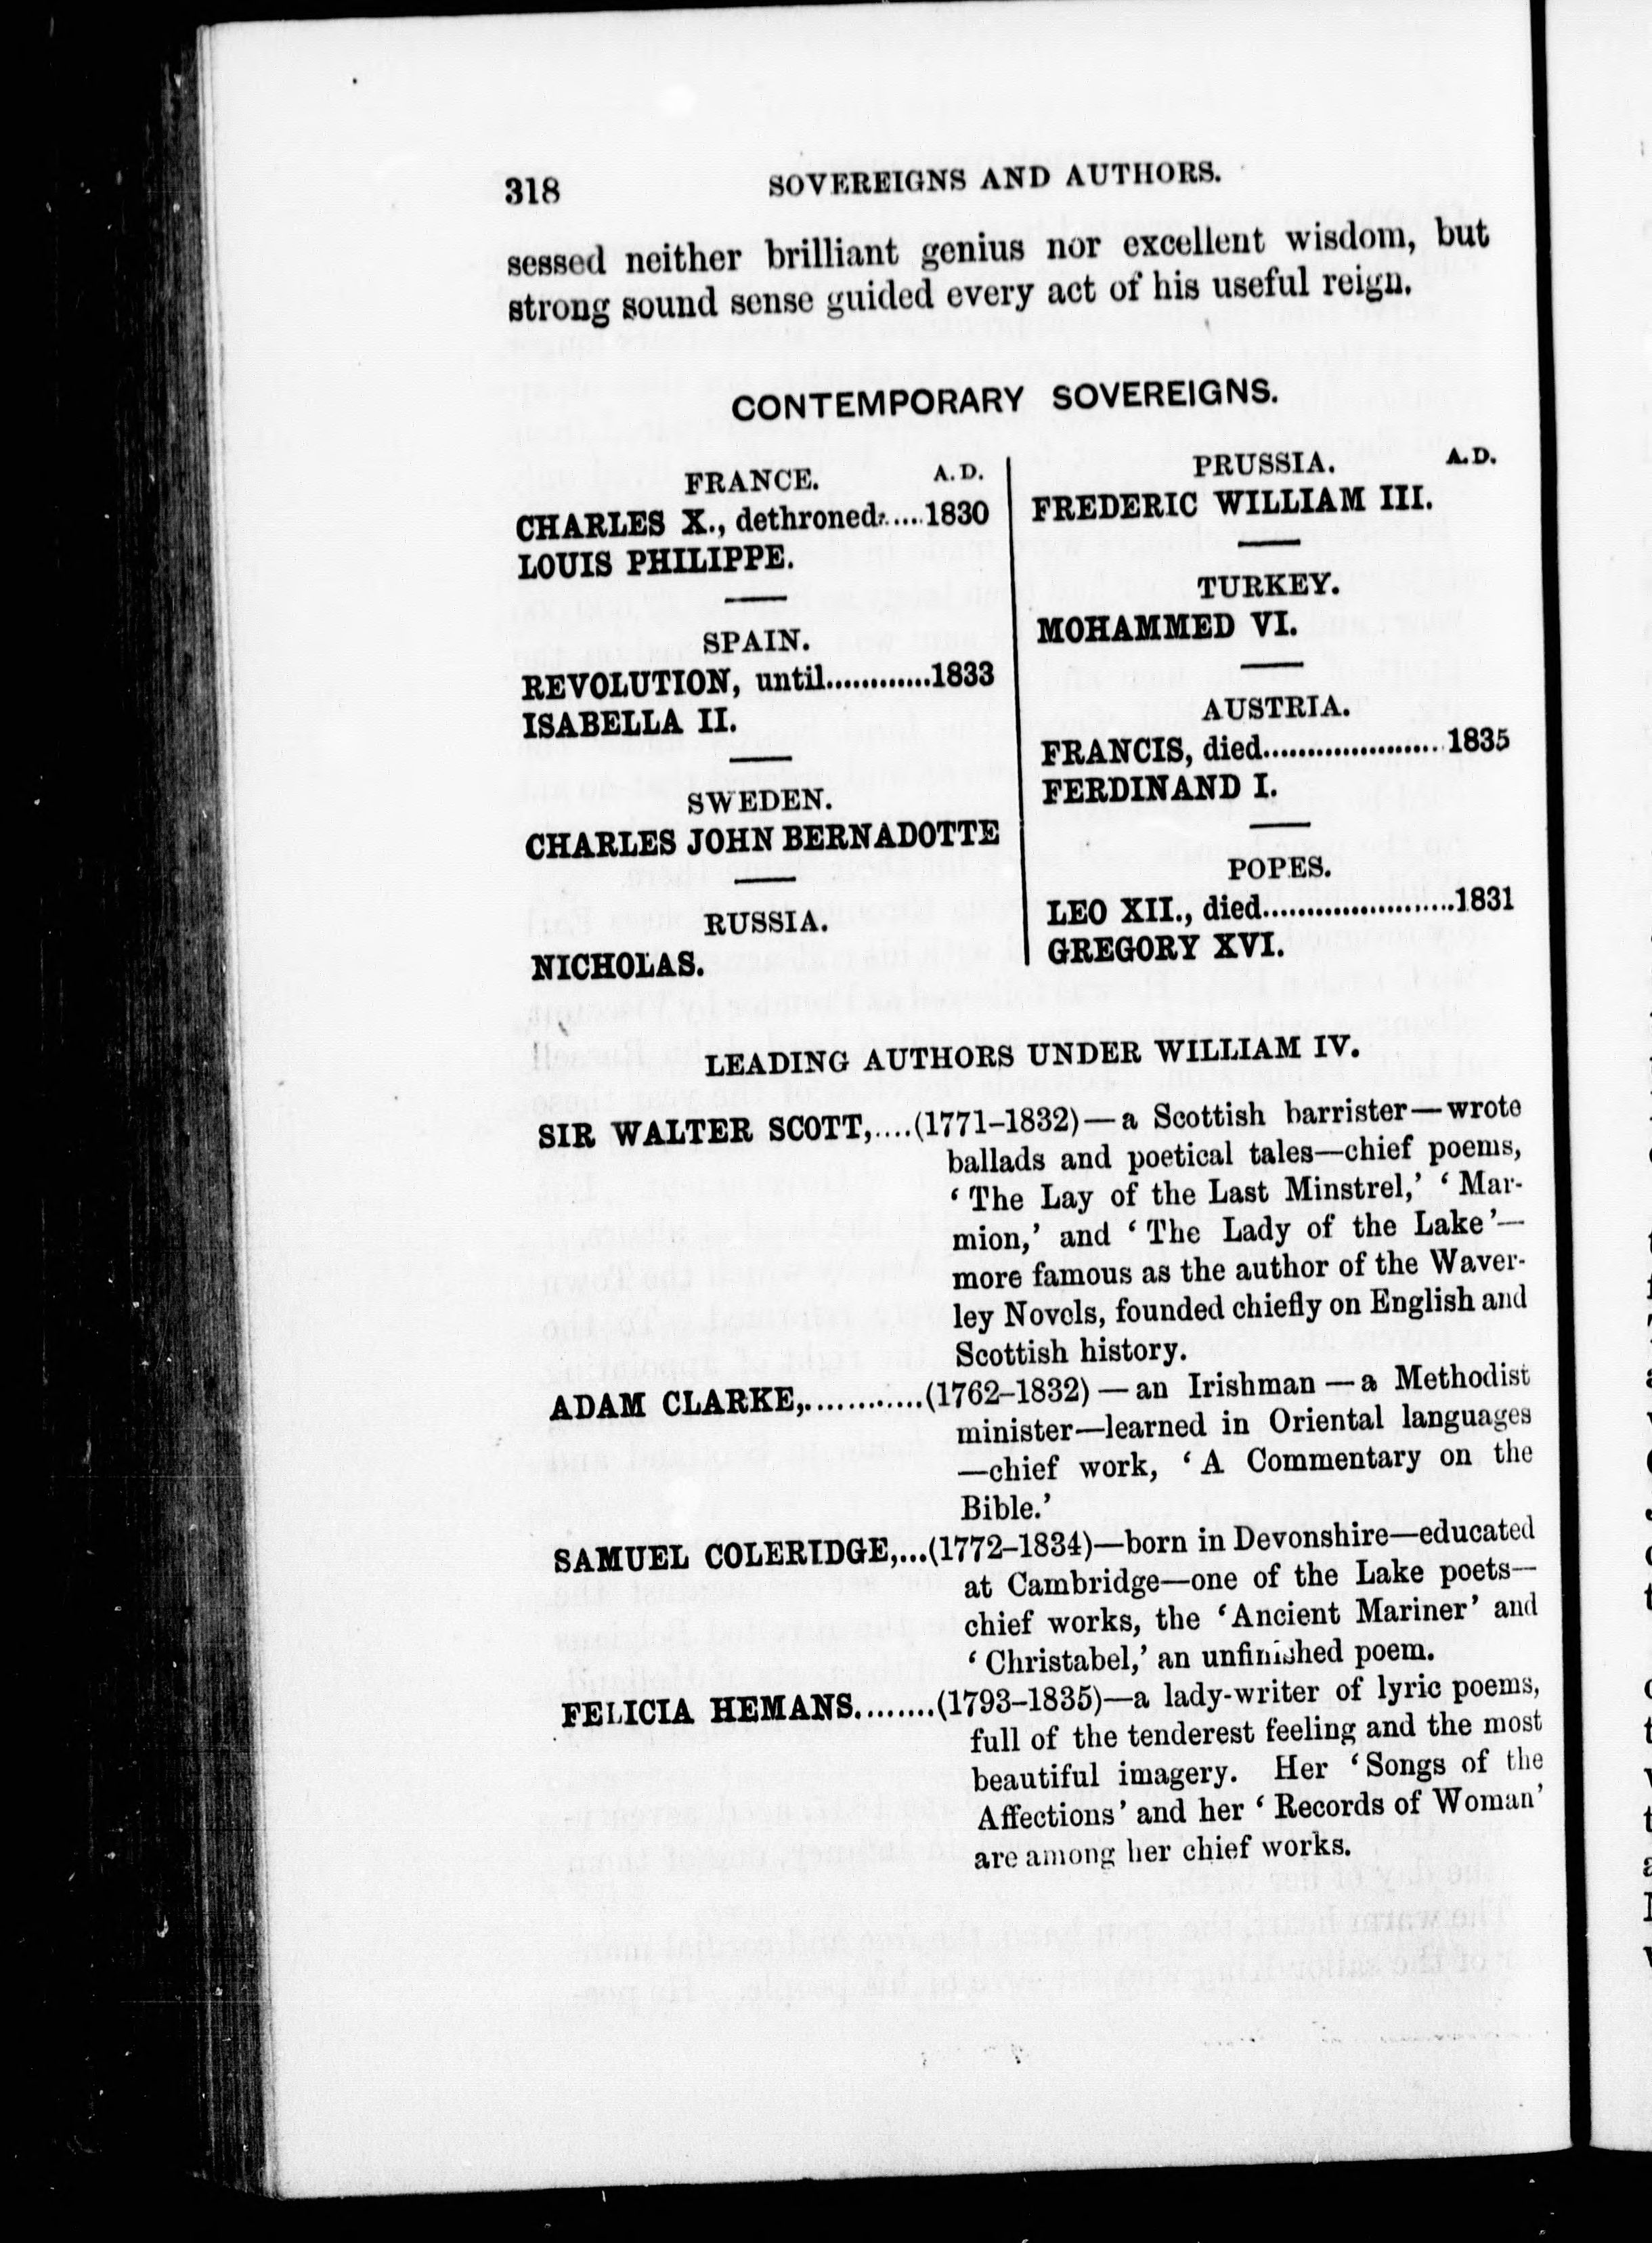 318 SOVEREIGNS AND AUTHORS.
sessed neither brilliant genius nor excellent wisdom, but
strong sound sense guided every act of his useful reign.
CONTEMPORARY SOVEREIGNS.
FRANCE. A.D.
CHARLES X., dethroned,....1830
LOUIS PHILIPPE.
SPAIN.
REVOLUTION, until............1833
ISABELLA II.
SWEDEN.
CHARLES JOHN BERNADOTTE
RUSSIA.
NICHOLAS.
PRUSSIA. A.D.
FREDERIC WILLIAM III.
TURKEY.
MOHAMMED VI.
AUSTRIA.
FRANCIS, died.....................1835
FERDINAND I.
POPES.
LEO XII., died......................1831
GREGORY XVI.
LEADING AUTHORS UNDER WILLIAM IV.
SIR WALTER SCOTT,....(1771–1832)—a Scottish barrister—wrote
ballads and poetical tales—chief poems,
‘The Lay of the Last Minstrel,’ ‘Mar-
mion,’ and ‘The Lady of the Lake’—
more famous as the author of the Waver-
ley Novels, founded chiefly on English and
Scottish history.
ADAM CLARKE,............(1762–1832)—an Irishman—a Methodist
minister—learned in Oriental languages
—chief work, ‘A Commentary on the
Bible.’
SAMUEL COLERIDGE,...(1772–1834)—born in Devonshire—educated
at Cambridge—one of the Lake poets—
chief works, the ‘Ancient Mariner’ and
‘Christabel,’ an unfinished poem.
FELICIA HEMANS........(1793–1835)—a lady-writer of lyric poems,
full of the tenderest feeling and the most
beautiful imagery. Her ‘Songs of the
Affections’ and her ‘Records of Woman’
are among her chief works.